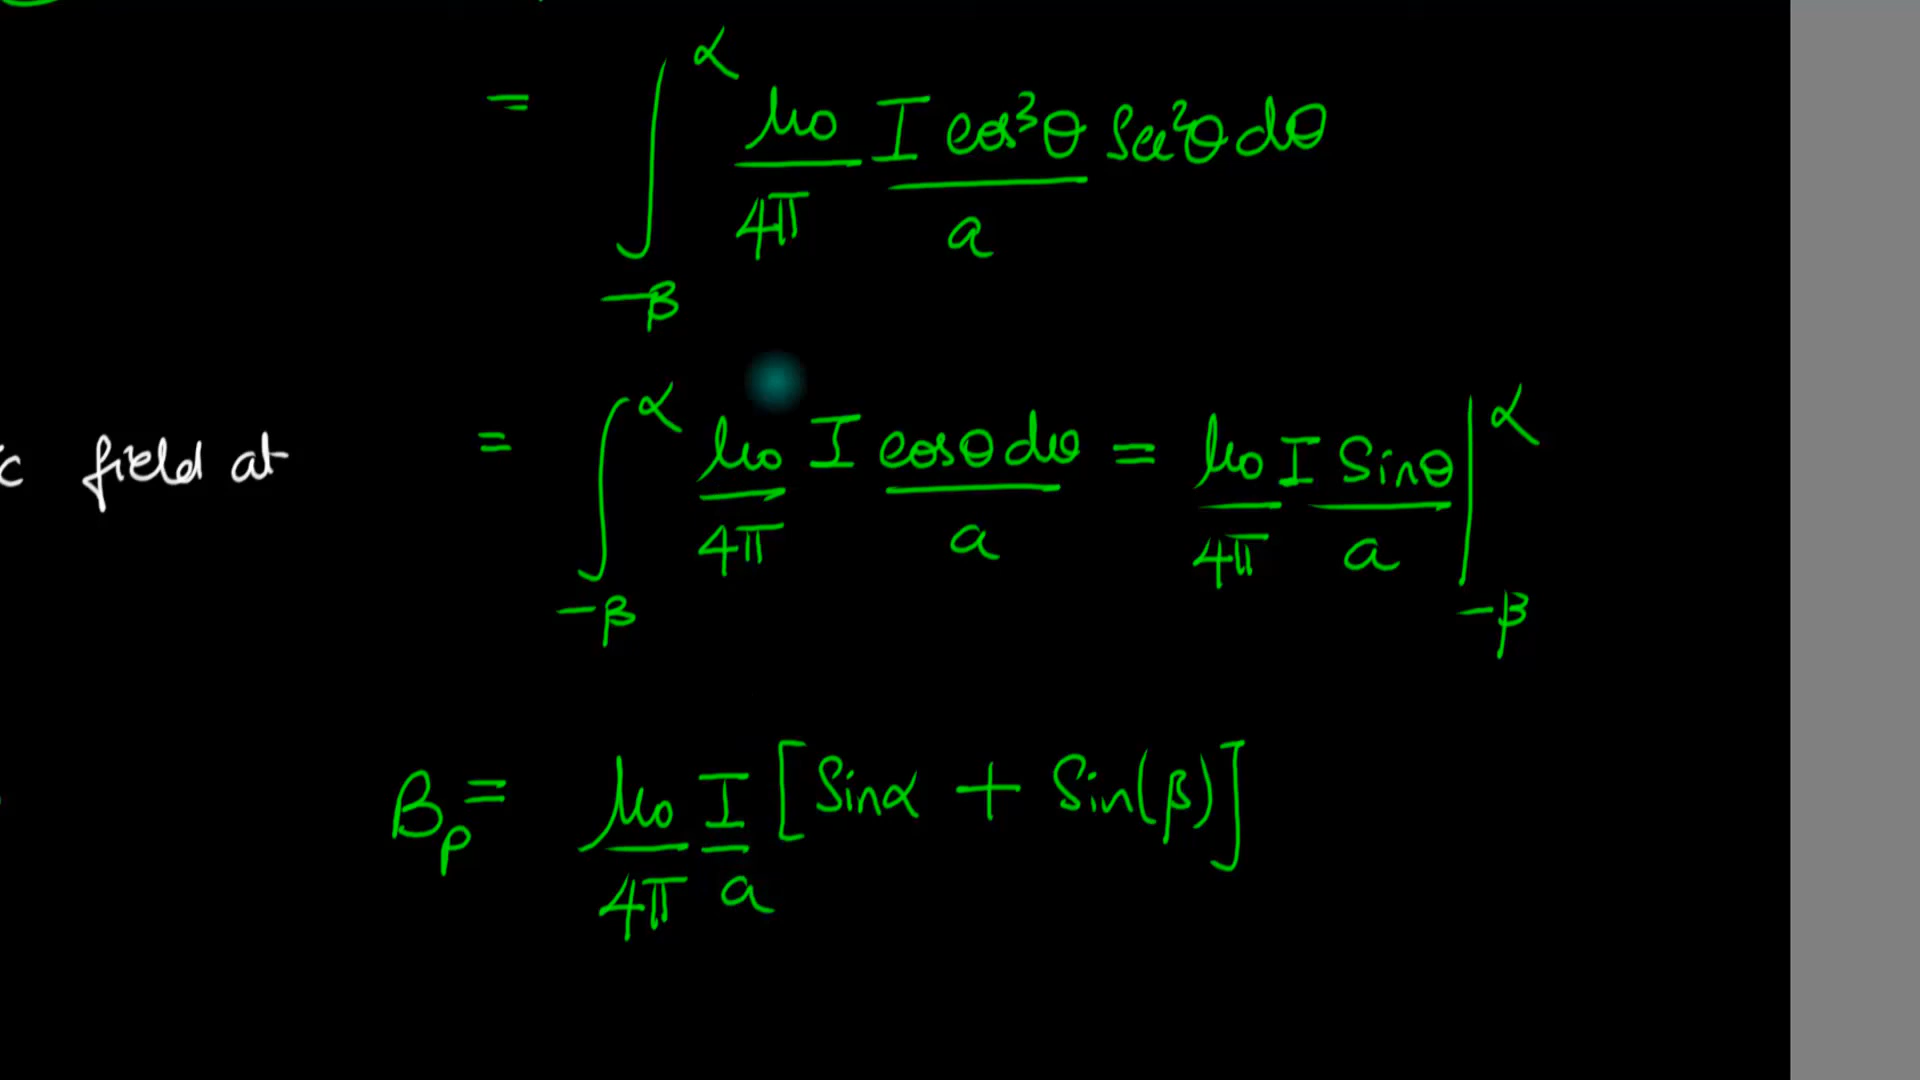 = ∫_{-β}^{α} μ₀/4π I cos³θ/a sec²θ dθ
field at
= ∫_{-β}^{α} μ₀/4π I cosθ dθ/a = μ₀/4π I Sinθ/a |_{-β}^{α}
B_P = μ₀/4π I/a [Sinα + Sin(β)]